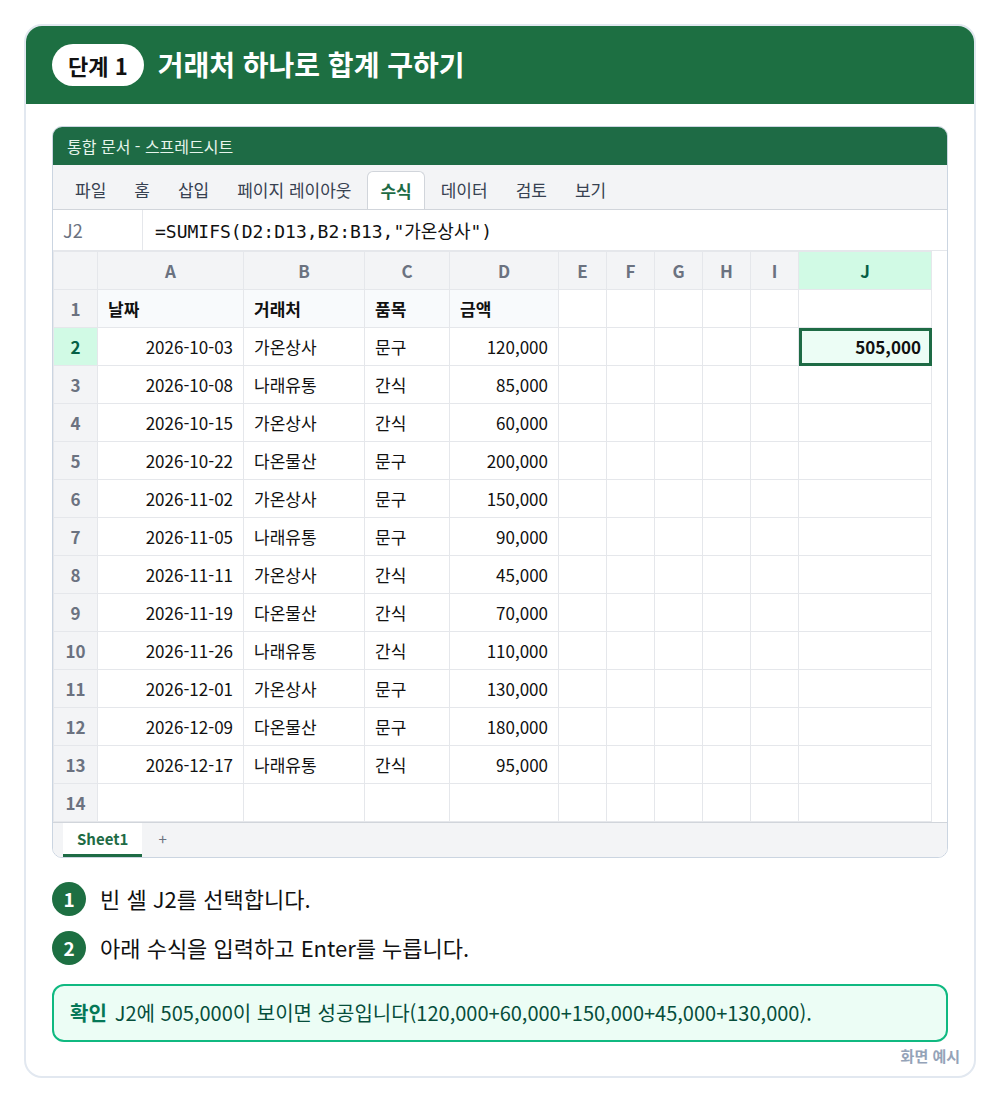 단계 1 거래처 하나로 합계 구하기
통합 문서 - 스프레드시트
파일 홈 삽입 페이지 레이아웃 수식 데이터 검토 보기
J2 =SUMIFS(D2:D13,B2:B13,"가온상사")
A B C D E F G H I J
1 날짜 거래처 품목 금액
2 2026-10-03 가온상사 문구 120,000 505,000
3 2026-10-08 나래유통 간식 85,000
4 2026-10-15 가온상사 간식 60,000
5 2026-10-22 다온물산 문구 200,000
6 2026-11-02 가온상사 문구 150,000
7 2026-11-05 나래유통 문구 90,000
8 2026-11-11 가온상사 간식 45,000
9 2026-11-19 다온물산 간식 70,000
10 2026-11-26 나래유통 간식 110,000
11 2026-12-01 가온상사 문구 130,000
12 2026-12-09 다온물산 문구 180,000
13 2026-12-17 나래유통 간식 95,000
14
Sheet1 +
1 빈 셀 J2를 선택합니다.
2 아래 수식을 입력하고 Enter를 누릅니다.
확인 J2에 505,000이 보이면 성공입니다(120,000+60,000+150,000+45,000+130,000).
화면 예시